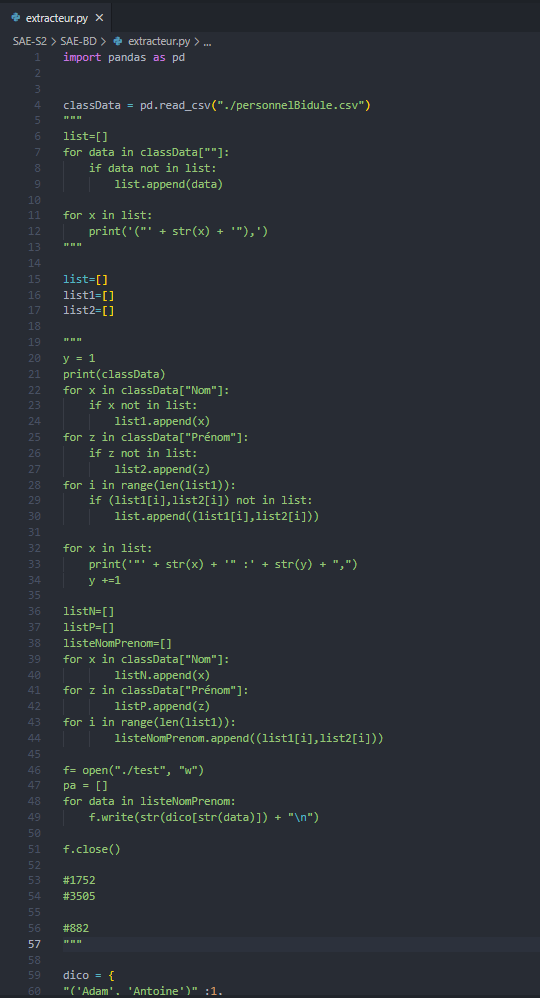 extracteur.py ×
SAE-S2 > SAE-BD > extracteur.py > ...
1 import pandas as pd
2
3
4 classData = pd.read_csv("./personnelBidule.csv")
5 """
6 list=[]
7 for data in classData[""]:
8     if data not in list:
9         list.append(data)
10
11 for x in list:
12     print('("' + str(x) + '"),')
13 """
14
15 list=[]
16 list1=[]
17 list2=[]
18
19 """
20 y = 1
21 print(classData)
22 for x in classData["Nom"]:
23     if x not in list:
24         list1.append(x)
25 for z in classData["Prénom"]:
26     if z not in list:
27         list2.append(z)
28 for i in range(len(list1)):
29     if (list1[i],list2[i]) not in list:
30         list.append((list1[i],list2[i]))
31
32 for x in list:
33     print('"' + str(x) + '" :' + str(y) + ",")
34     y +=1
35
36 listN=[]
37 listP=[]
38 listeNomPrenom=[]
39 for x in classData["Nom"]:
40         listN.append(x)
41 for z in classData["Prénom"]:
42         listP.append(z)
43 for i in range(len(list1)):
44         listeNomPrenom.append((list1[i],list2[i]))
45
46 f= open("./test", "w")
47 pa = []
48 for data in listeNomPrenom:
49     f.write(str(dico[str(data)]) + "\n")
50
51 f.close()
52
53 #1752
54 #3505
55
56 #882
57 """
58
59 dico = {
60 "('Adam', 'Antoine')" :1,